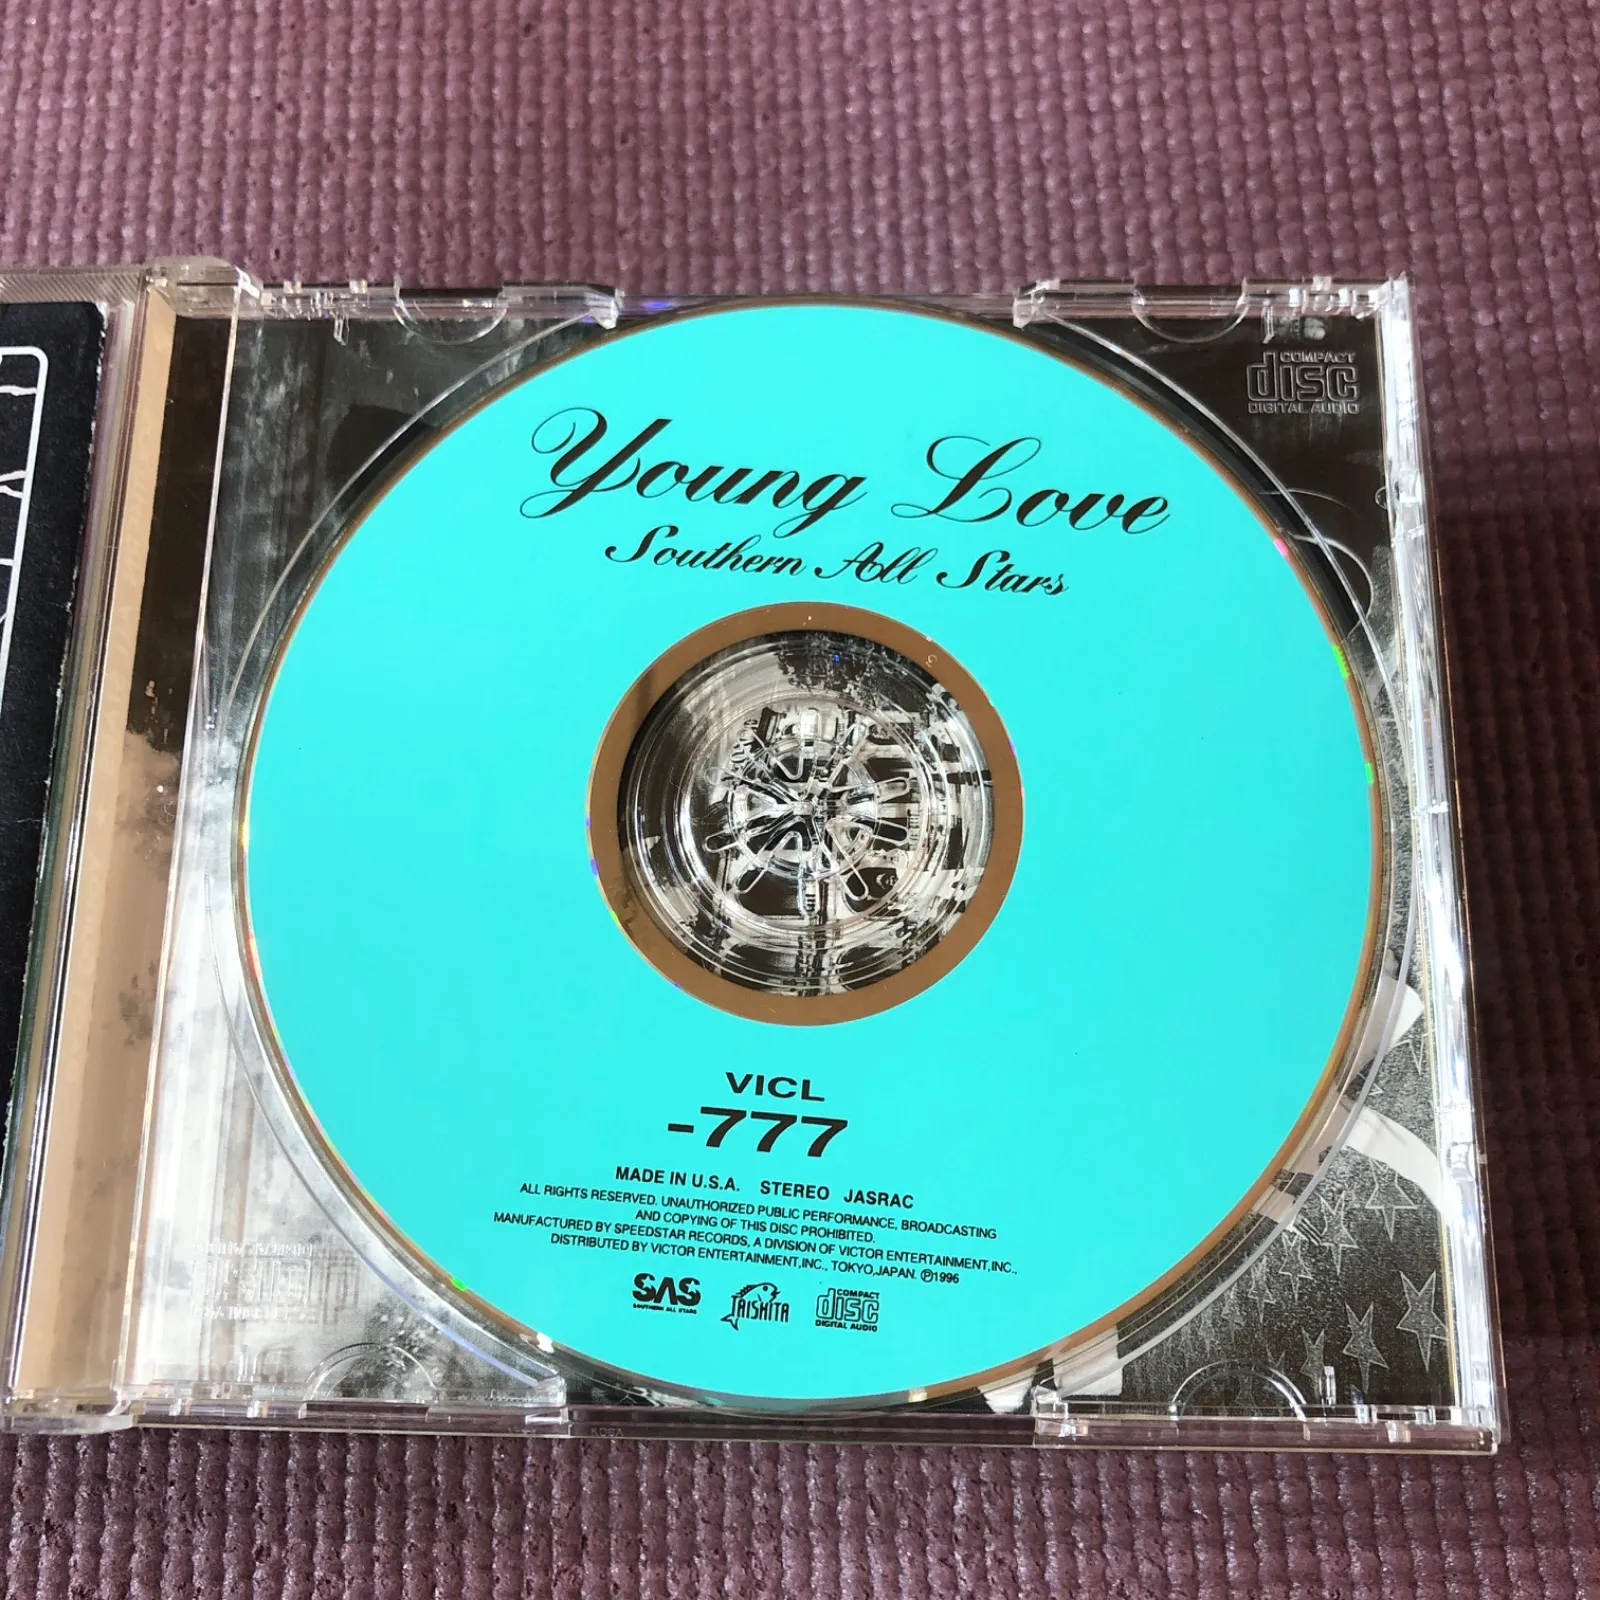 COMPACT
disc
DIGITAL AUDIO
Young Love
Southern All Stars
VICL
-777
MADE IN U.S.A. STEREO JASRAC
ALL RIGHTS RESERVED. UNAUTHORIZED PUBLIC PERFORMANCE, BROADCASTING
AND COPYING OF THIS DISC PROHIBITED.
MANUFACTURED BY SPEEDSTAR RECORDS, A DIVISION OF VICTOR ENTERTAINMENT, INC.,
DISTRIBUTED BY VICTOR ENTERTAINMENT, INC., TOKYO, JAPAN. ℗1996
SAS
SOUTHERN ALL STARS
TAISHITA
COMPACT
disc
DIGITAL AUDIO